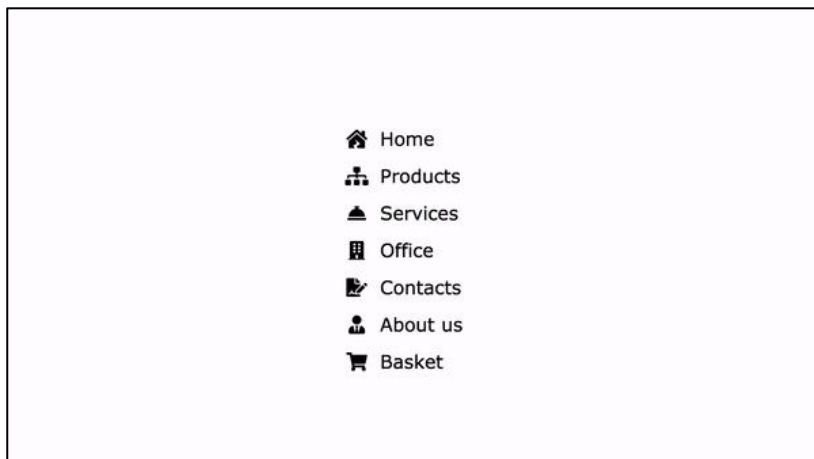 Home
Products
Services
Office
Contacts
About us
Basket